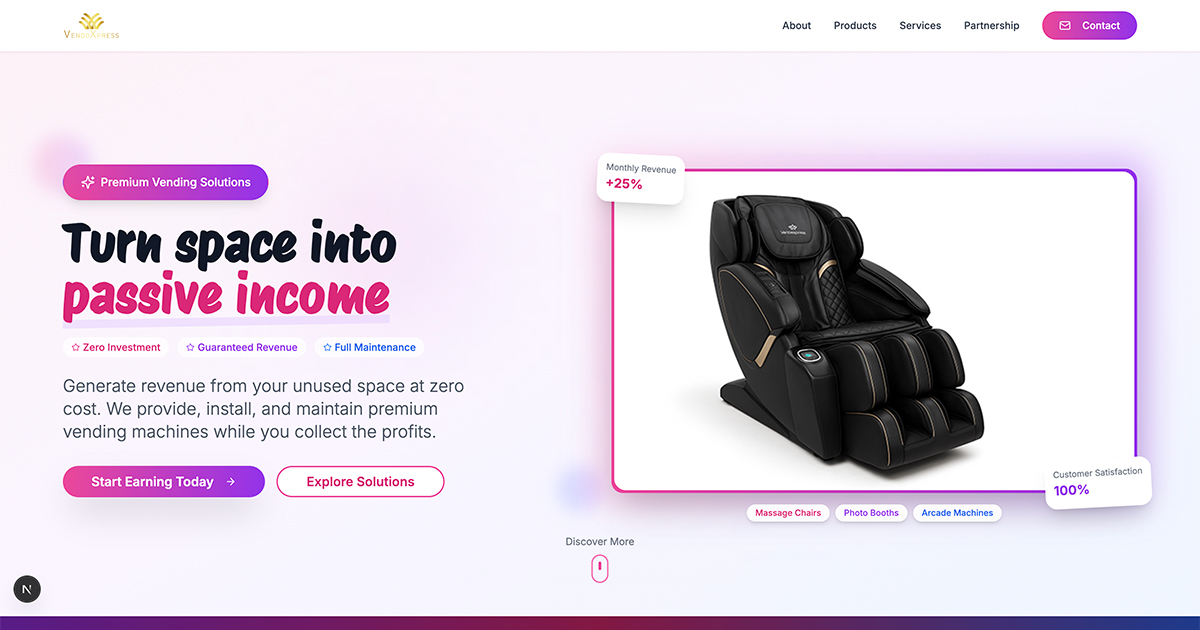 VendoXpress
About
Products
Services
Partnership
Contact
Premium Vending Solutions
Turn space into
passive income
Zero Investment
Guaranteed Revenue
Full Maintenance
Generate revenue from your unused space at zero
cost. We provide, install, and maintain premium
vending machines while you collect the profits.
Start Earning Today
Explore Solutions
Monthly Revenue
+25%
Customer Satisfaction
100%
Massage Chairs
Photo Booths
Arcade Machines
Discover More
N